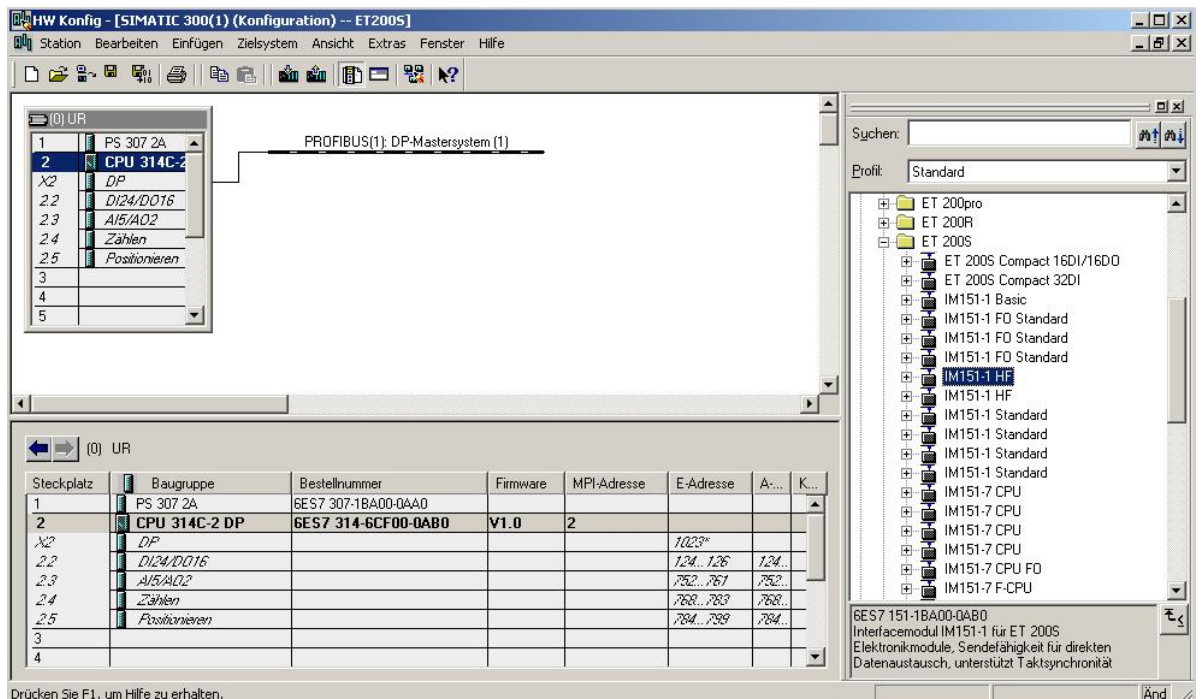 HW Konfig - [SIMATIC 300(1) (Konfiguration) -- ET200S]
Station Bearbeiten Einfügen Zielsystem Ansicht Extras Fenster Hilfe
(0) UR
1 PS 307 2A
2 CPU 314C-2
X2 DP
2.2 DI24/DO16
2.3 AI5/AO2
2.4 Zählen
2.5 Positionieren
3
4
5
PROFIBUS(1): DP-Mastersystem (1)
Suchen:
Profil: Standard
ET 200pro
ET 200R
ET 200S
ET 200S Compact 16DI/16DO
ET 200S Compact 32DI
IM151-1 Basic
IM151-1 FO Standard
IM151-1 FO Standard
IM151-1 FO Standard
IM151-1 HF
IM151-1 HF
IM151-1 Standard
IM151-1 Standard
IM151-1 Standard
IM151-1 Standard
IM151-7 CPU
IM151-7 CPU
IM151-7 CPU
IM151-7 CPU
IM151-7 CPU FO
IM151-7 F-CPU
6ES7 151-1BA00-0AB0
Interfacemodul IM151-1 für ET 200S
Elektronikmodule, Sendefähigkeit für direkten
Datenaustausch, unterstützt Taktsynchronität
(0) UR
Steckplatz Baugruppe Bestellnummer Firmware MPI-Adresse E-Adresse A-... K...
1 PS 307 2A 6ES7 307-1BA00-0AA0
2 CPU 314C-2 DP 6ES7 314-6CF00-0AB0 V1.0 2
X2 DP 1023*
2.2 DI24/DO16 124...126 124...
2.3 AI5/AO2 752...761 752...
2.4 Zählen 768...783 768...
2.5 Positionieren 784...799 784...
3
4
Drücken Sie F1, um Hilfe zu erhalten.
Änd